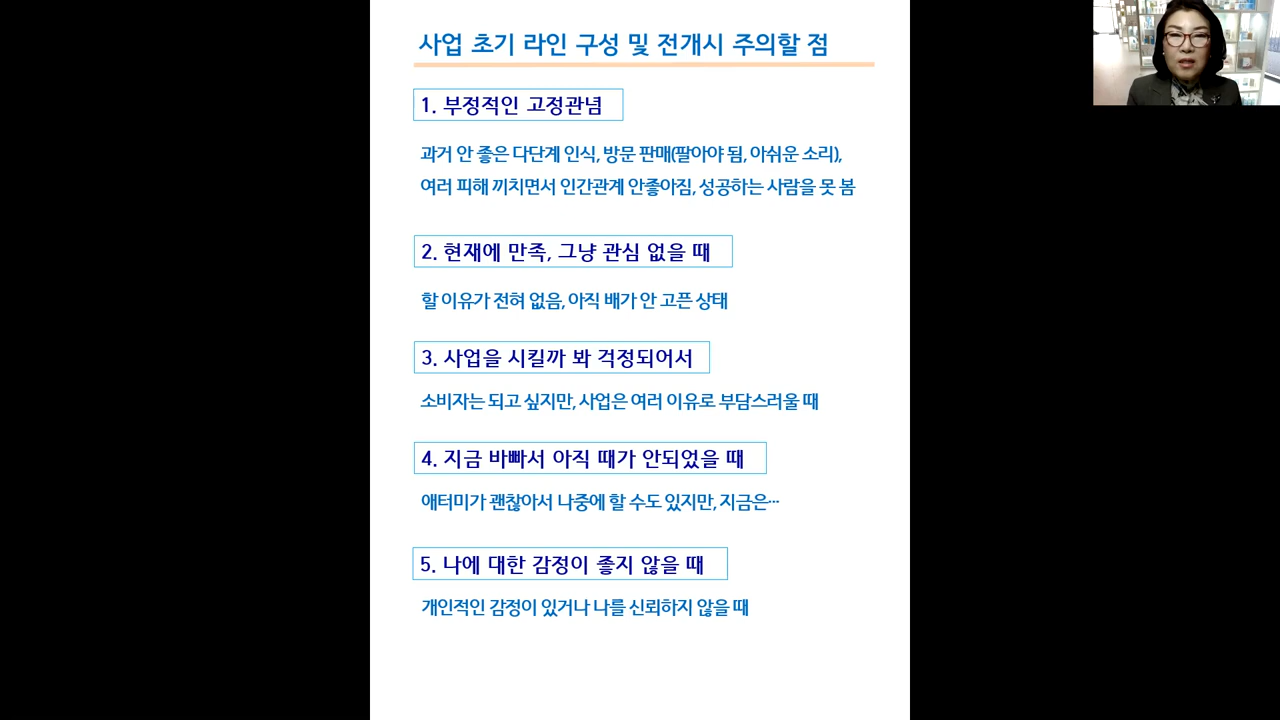 사업 초기 라인 구성 및 전개시 주의할 점
1. 부정적인 고정관념
과거 안 좋은 다단계 인식, 방문 판매(팔아야 됨, 아쉬운 소리),
여러 피해 끼치면서 인간관계 안좋아짐, 성공하는 사람을 못 봄
2. 현재에 만족, 그냥 관심 없을 때
할 이유가 전혀 없음, 아직 배가 안 고픈 상태
3. 사업을 시킬까 봐 걱정되어서
소비자는 되고 싶지만, 사업은 여러 이유로 부담스러울 때
4. 지금 바빠서 아직 때가 안되었을 때
애터미가 괜찮아서 나중에 할 수도 있지만, 지금은…
5. 나에 대한 감정이 좋지 않을 때
개인적인 감정이 있거나 나를 신뢰하지 않을 때